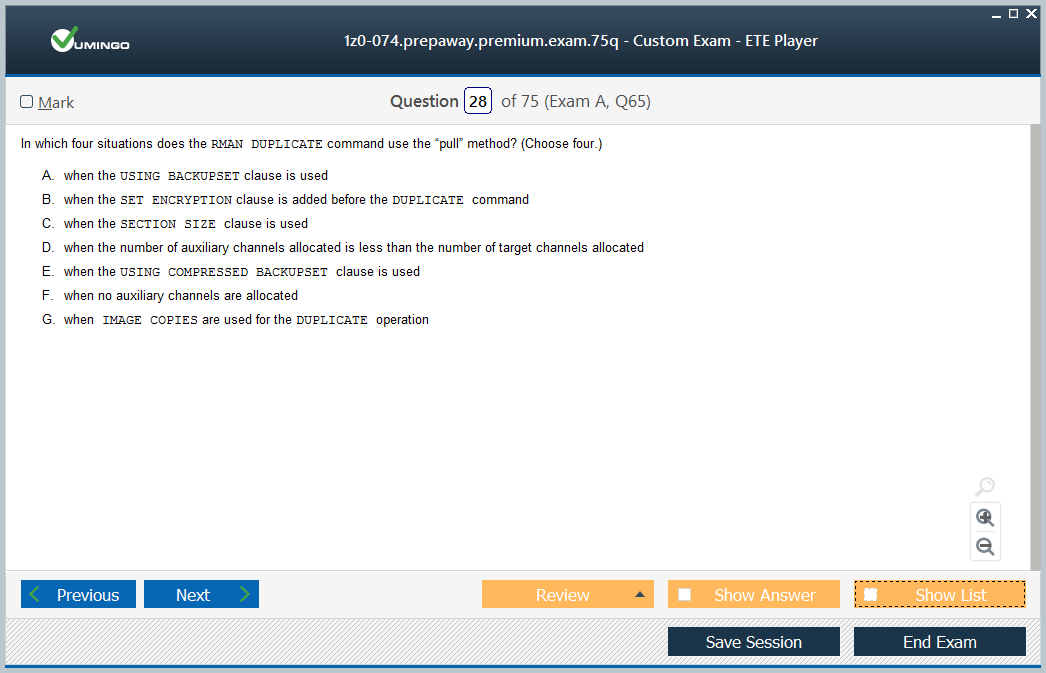 VUMINGO
1z0-074.prepaway.premium.exam.75q - Custom Exam - ETE Player
Mark
Question 28 of 75 (Exam A, Q65)
In which four situations does the RMAN DUPLICATE command use the “pull” method? (Choose four.)
A. when the USING BACKUPSET clause is used
B. when the SET ENCRYPTION clause is added before the DUPLICATE command
C. when the SECTION SIZE clause is used
D. when the number of auxiliary channels allocated is less than the number of target channels allocated
E. when the USING COMPRESSED BACKUPSET clause is used
F. when no auxiliary channels are allocated
G. when IMAGE COPIES are used for the DUPLICATE operation
Previous
Next
Review
Show Answer
Show List
Save Session
End Exam